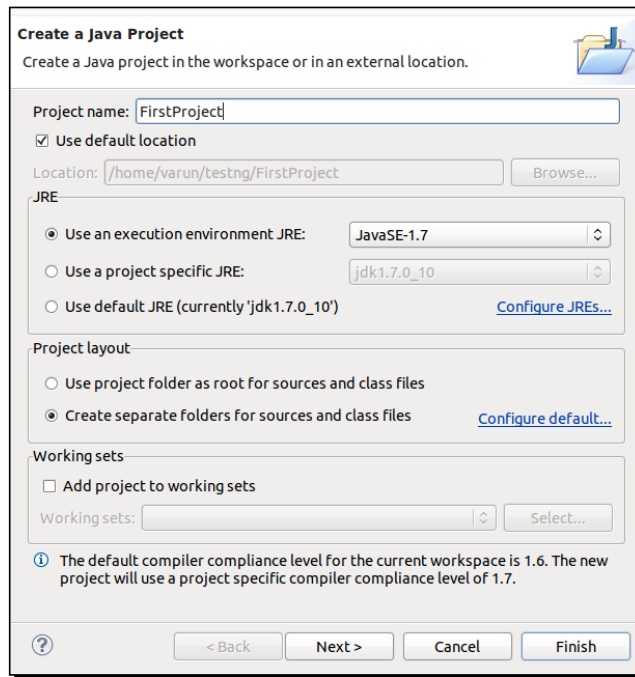 Create a Java Project
Create a Java project in the workspace or in an external location.
Project name: FirstProject
Use default location
Location: /home/varun/testng/FirstProject Browse...
JRE
Use an execution environment JRE: JavaSE-1.7
Use a project specific JRE: jdk1.7.0_10
Use default JRE (currently 'jdk1.7.0_10') Configure JREs...
Project layout
Use project folder as root for sources and class files
Create separate folders for sources and class files Configure default...
Working sets
Add project to working sets
Working sets: Select...
The default compiler compliance level for the current workspace is 1.6. The new
project will use a project specific compiler compliance level of 1.7.
? < Back Next > Cancel Finish